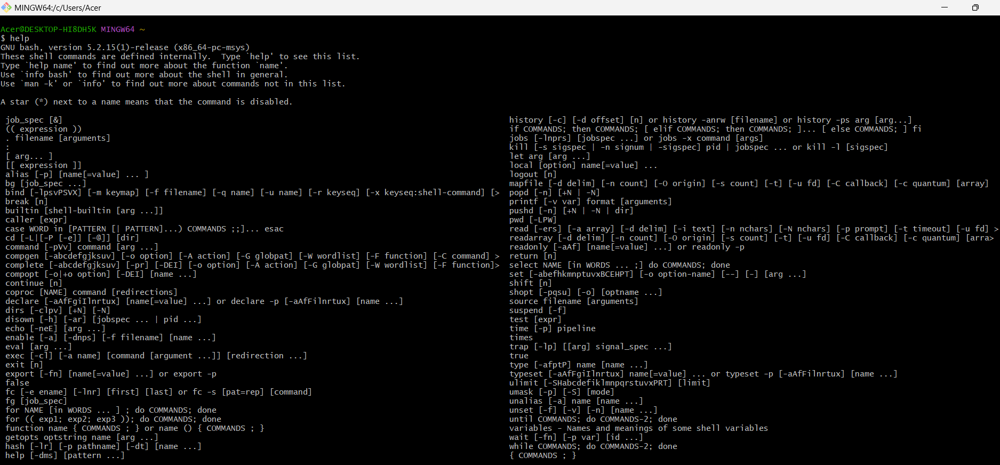 MINGW64:/c/Users/Acer
Acer@DESKTOP-HI8DH5K MINGW64 ~
$ help
GNU bash, version 5.2.15(1)-release (x86_64-pc-msys)
These shell commands are defined internally.  Type `help' to see this list.
Type `help name' to find out more about the function `name'.
Use `info bash' to find out more about the shell in general.
Use `man -k' or `info' to find out more about commands not in this list.
A star (*) next to a name means that the command is disabled.
job_spec [&]
(( expression ))
. filename [arguments]
:
[ arg... ]
[[ expression ]]
alias [-p] [name[=value] ... ]
bg [job_spec ...]
bind [-lpsvPSVX] [-m keymap] [-f filename] [-q name] [-u name] [-r keyseq] [-x keyseq:shell-command] [>
break [n]
builtin [shell-builtin [arg ...]]
caller [expr]
case WORD in [PATTERN [| PATTERN]...) COMMANDS ;;]... esac
cd [-L|[-P [-e]] [-@]] [dir]
command [-pVv] command [arg ...]
compgen [-abcdefgjksuv] [-o option] [-A action] [-G globpat] [-W wordlist] [-F function] [-C command] >
complete [-abcdefgjksuv] [-pr] [-DEI] [-o option] [-A action] [-G globpat] [-W wordlist] [-F function]>
compopt [-o|+o option] [-DEI] [name ...]
continue [n]
coproc [NAME] command [redirections]
declare [-aAfFgiIlnrtux] [name[=value] ...] or declare -p [-aAfFilnrtux] [name ...]
dirs [-clpv] [+N] [-N]
disown [-h] [-ar] [jobspec ... | pid ...]
echo [-neE] [arg ...]
enable [-a] [-dnps] [-f filename] [name ...]
eval [arg ...]
exec [-cl] [-a name] [command [argument ...]] [redirection ...]
exit [n]
export [-fn] [name[=value] ...] or export -p
false
fc [-e ename] [-lnr] [first] [last] or fc -s [pat=rep] [command]
fg [job_spec]
for NAME [in WORDS ... ] ; do COMMANDS; done
for (( exp1; exp2; exp3 )); do COMMANDS; done
function name { COMMANDS ; } or name () { COMMANDS ; }
getopts optstring name [arg ...]
hash [-lr] [-p pathname] [-dt] [name ...]
help [-dms] [pattern ...]
history [-c] [-d offset] [n] or history -anrw [filename] or history -ps arg [arg...]
if COMMANDS; then COMMANDS; [ elif COMMANDS; then COMMANDS; ]... [ else COMMANDS; ] fi
jobs [-lnprs] [jobspec ...] or jobs -x command [args]
kill [-s sigspec | -n signum | -sigspec] pid | jobspec ... or kill -l [sigspec]
let arg [arg ...]
local [option] name[=value] ...
logout [n]
mapfile [-d delim] [-n count] [-O origin] [-s count] [-t] [-u fd] [-C callback] [-c quantum] [array]
popd [-n] [+N | -N]
printf [-v var] format [arguments]
pushd [-n] [+N | -N | dir]
pwd [-LPW]
read [-ers] [-a array] [-d delim] [-i text] [-n nchars] [-N nchars] [-p prompt] [-t timeout] [-u fd] >
readarray [-d delim] [-n count] [-O origin] [-s count] [-t] [-u fd] [-C callback] [-c quantum] [arra>
readonly [-aAf] [name[=value] ...] or readonly -p
return [n]
select NAME [in WORDS ... ;] do COMMANDS; done
set [-abefhkmnptuvxBCEHPT] [-o option-name] [--] [-] [arg ...]
shift [n]
shopt [-pqsu] [-o] [optname ...]
source filename [arguments]
suspend [-f]
test [expr]
time [-p] pipeline
times
trap [-lp] [[arg] signal_spec ...]
true
type [-afptP] name [name ...]
typeset [-aAfFgiIlnrtux] name[=value] ... or typeset -p [-aAfFilnrtux] [name ...]
ulimit [-SHabcdefiklmnpqrstuvxPRT] [limit]
umask [-p] [-S] [mode]
unalias [-a] name [name ...]
unset [-f] [-v] [-n] [name ...]
until COMMANDS; do COMMANDS-2; done
variables - Names and meanings of some shell variables
wait [-fn] [-p var] [id ...]
while COMMANDS; do COMMANDS-2; done
{ COMMANDS ; }